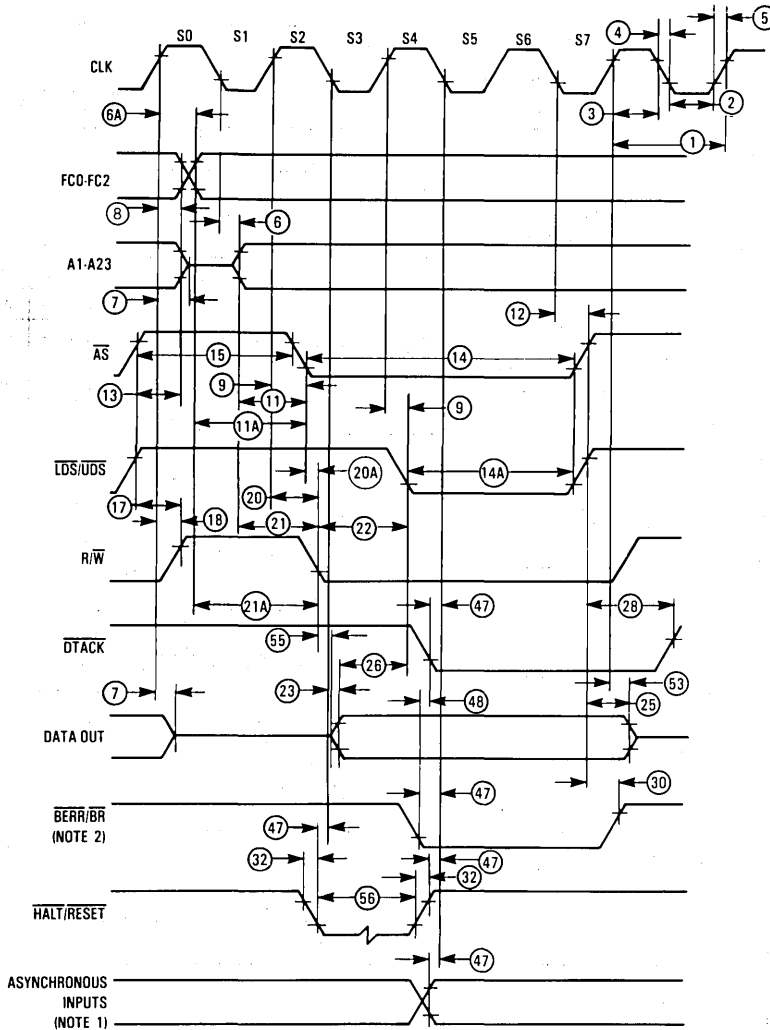 S0 S1 S2 S3 S4 S5 S6 S7
5
4
CLK
6A
3
2
1
FC0-FC2
8
6
A1-A23
7
12
AS
15
14
13
9
11
9
11A
LDS/UDS
20A
14A
20
17
18
21
22
R/W
21A
47
28
DTACK
55
26
53
7
23
48
25
DATA OUT
30
BERR/BR
(NOTE 2)
47
47
47
32
32
56
HALT/RESET
47
ASYNCHRONOUS
INPUTS
(NOTE 1)